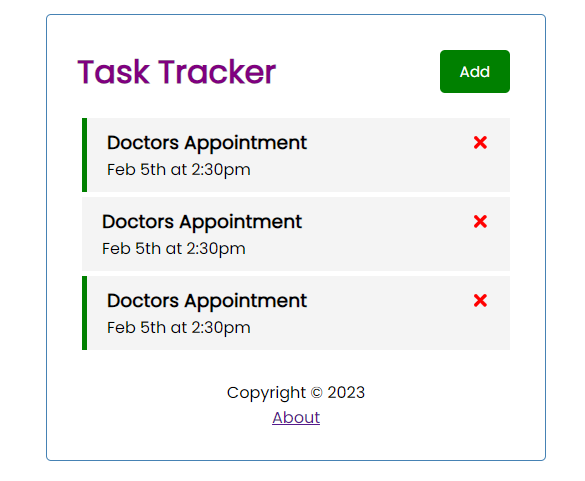 Task Tracker
Add
Doctors Appointment
Feb 5th at 2:30pm
Doctors Appointment
Feb 5th at 2:30pm
Doctors Appointment
Feb 5th at 2:30pm
Copyright © 2023
About